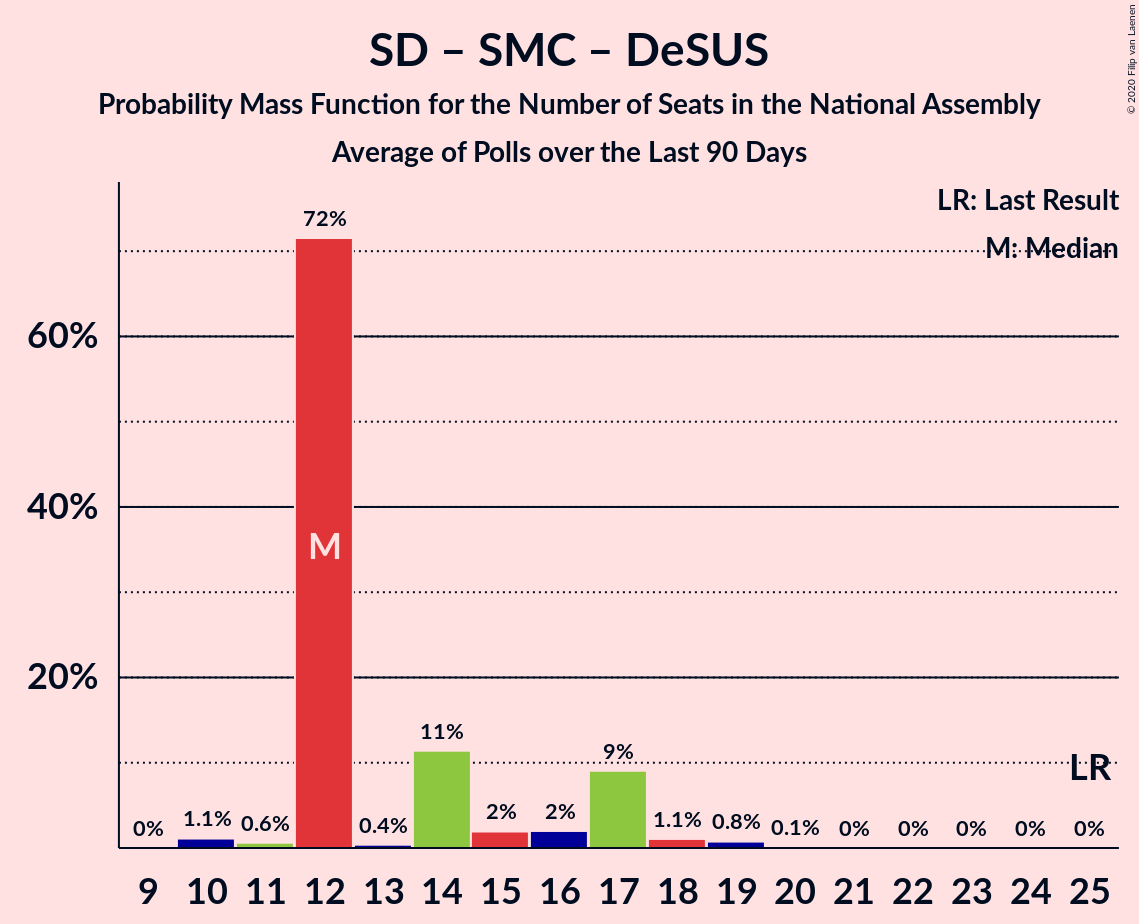 SD – SMC – DeSUS
Probability Mass Function for the Number of Seats in the National Assembly
Average of Polls over the Last 90 Days
© 2020 Filip van Laenen
LR: Last Result
M: Median
72%
60%
40%
M
20%
11%
9%
LR
0% 1.1% 0.6% 0.4% 2% 2% 1.1% 0.8% 0.1% 0% 0% 0% 0% 0%
9 10 11 12 13 14 15 16 17 18 19 20 21 22 23 24 25